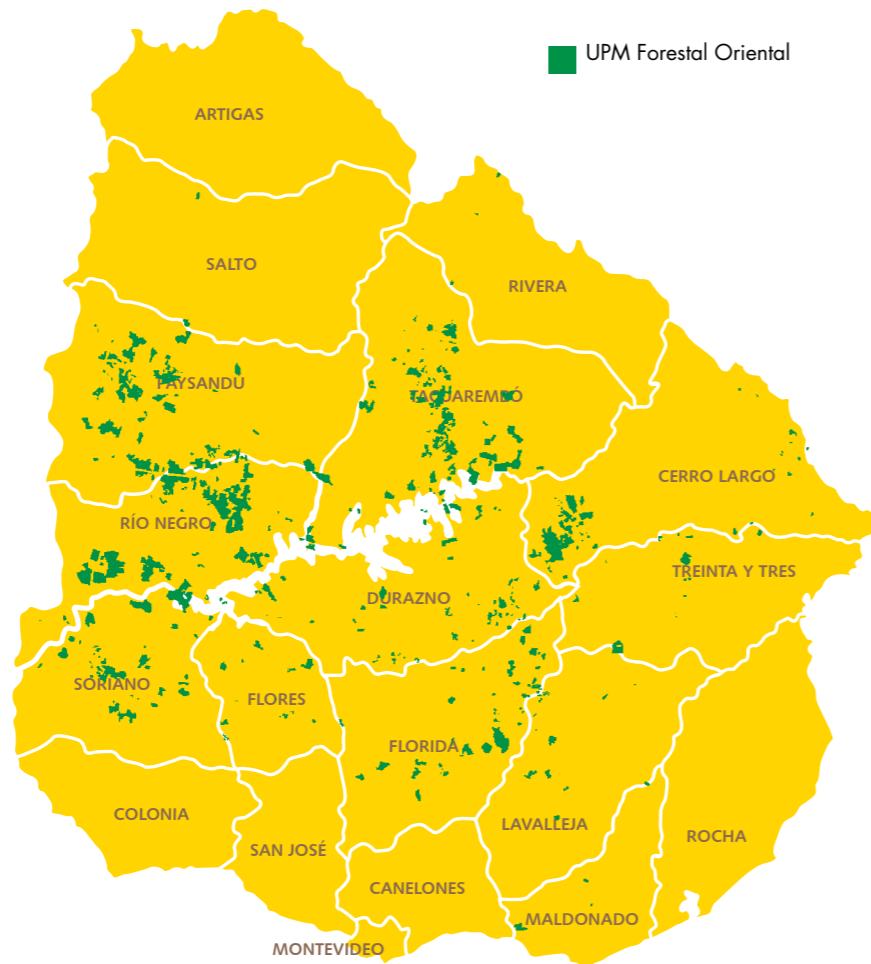 UPM Forestal Oriental
ARTIGAS
SALTO
RIVERA
PAYSANDU
TACUAREMBÓ
CERRO LARGO
RÍO NEGRO
TREINTA Y TRES
DURAZNO
SORIANO
FLORES
FLORIDA
COLONIA
LAVALLEJA
ROCHA
SAN JOSÉ
CANELONES
MALDONADO
MONTEVIDEO